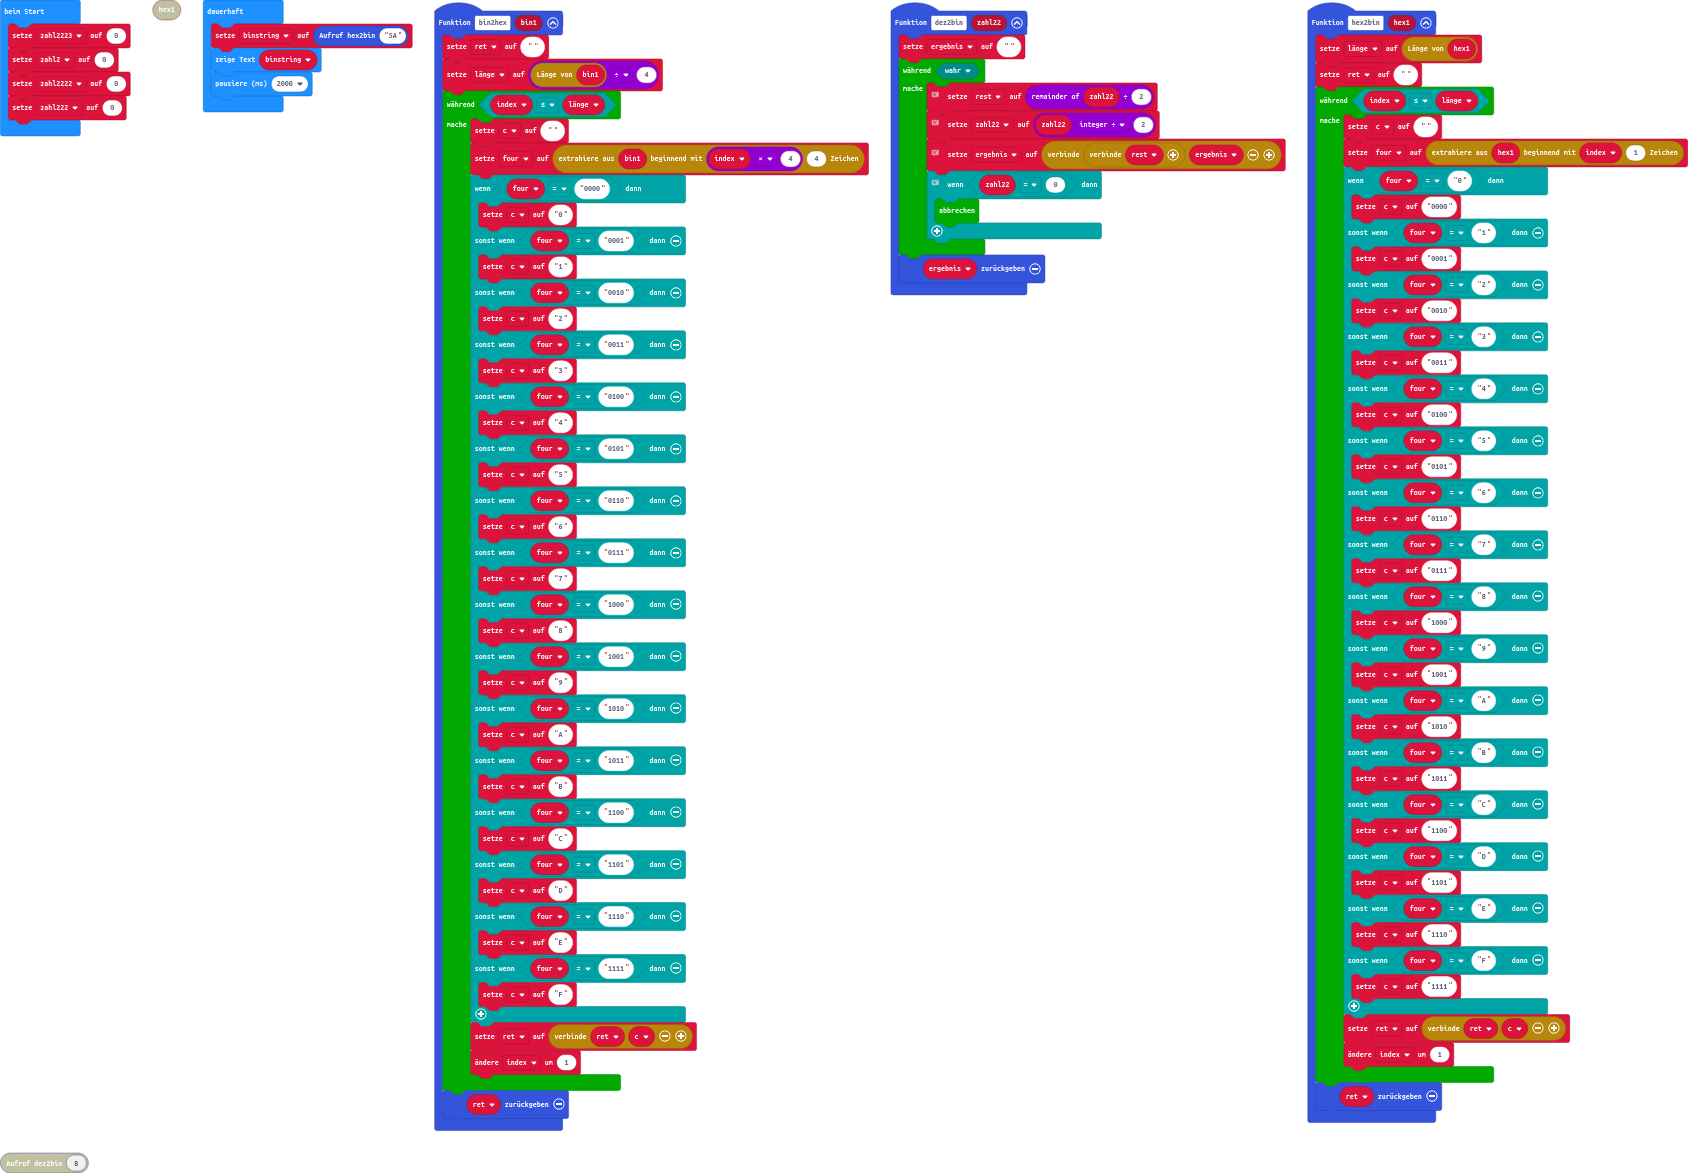 beim Start
setze zahl2223 auf 0
setze zahl2 auf 0
setze zahl2222 auf 0
setze zahl222 auf 0
hex1
dauerhaft
setze binstring auf Aufruf hex2bin "5A"
zeige Text binstring
pausiere (ms) 2000
Funktion bin2hex bin1
setze ret auf " "
setze länge auf Länge von bin1 ÷ 4
während index ≤ länge
mache
setze c auf " "
setze four auf extrahiere aus bin1 beginnend mit index × 4 4 Zeichen
wenn four = "0000" dann
setze c auf "0"
sonst wenn four = "0001" dann
setze c auf "1"
sonst wenn four = "0010" dann
setze c auf "2"
sonst wenn four = "0011" dann
setze c auf "3"
sonst wenn four = "0100" dann
setze c auf "4"
sonst wenn four = "0101" dann
setze c auf "5"
sonst wenn four = "0110" dann
setze c auf "6"
sonst wenn four = "0111" dann
setze c auf "7"
sonst wenn four = "1000" dann
setze c auf "8"
sonst wenn four = "1001" dann
setze c auf "9"
sonst wenn four = "1010" dann
setze c auf "A"
sonst wenn four = "1011" dann
setze c auf "B"
sonst wenn four = "1100" dann
setze c auf "C"
sonst wenn four = "1101" dann
setze c auf "D"
sonst wenn four = "1110" dann
setze c auf "E"
sonst wenn four = "1111" dann
setze c auf "F"
setze ret auf verbinde ret c
ändere index um 1
ret zurückgeben
Funktion dez2bin zahl22
setze ergebnis auf " "
während wahr
mache
setze rest auf remainder of zahl22 ÷ 2
setze zahl22 auf zahl22 integer ÷ 2
setze ergebnis auf verbinde verbinde rest ergebnis
wenn zahl22 = 0 dann
abbrechen
ergebnis zurückgeben
Funktion hex2bin hex1
setze länge auf Länge von hex1
setze ret auf " "
während index ≤ länge
mache
setze c auf " "
setze four auf extrahiere aus hex1 beginnend mit index 1 Zeichen
wenn four = "0" dann
setze c auf "0000"
sonst wenn four = "1" dann
setze c auf "0001"
sonst wenn four = "2" dann
setze c auf "0010"
sonst wenn four = "3" dann
setze c auf "0011"
sonst wenn four = "4" dann
setze c auf "0100"
sonst wenn four = "5" dann
setze c auf "0101"
sonst wenn four = "6" dann
setze c auf "0110"
sonst wenn four = "7" dann
setze c auf "0111"
sonst wenn four = "8" dann
setze c auf "1000"
sonst wenn four = "9" dann
setze c auf "1001"
sonst wenn four = "A" dann
setze c auf "1010"
sonst wenn four = "B" dann
setze c auf "1011"
sonst wenn four = "C" dann
setze c auf "1100"
sonst wenn four = "D" dann
setze c auf "1101"
sonst wenn four = "E" dann
setze c auf "1110"
sonst wenn four = "F" dann
setze c auf "1111"
setze ret auf verbinde ret c
ändere index um 1
ret zurückgeben
Aufruf dez2bin 8